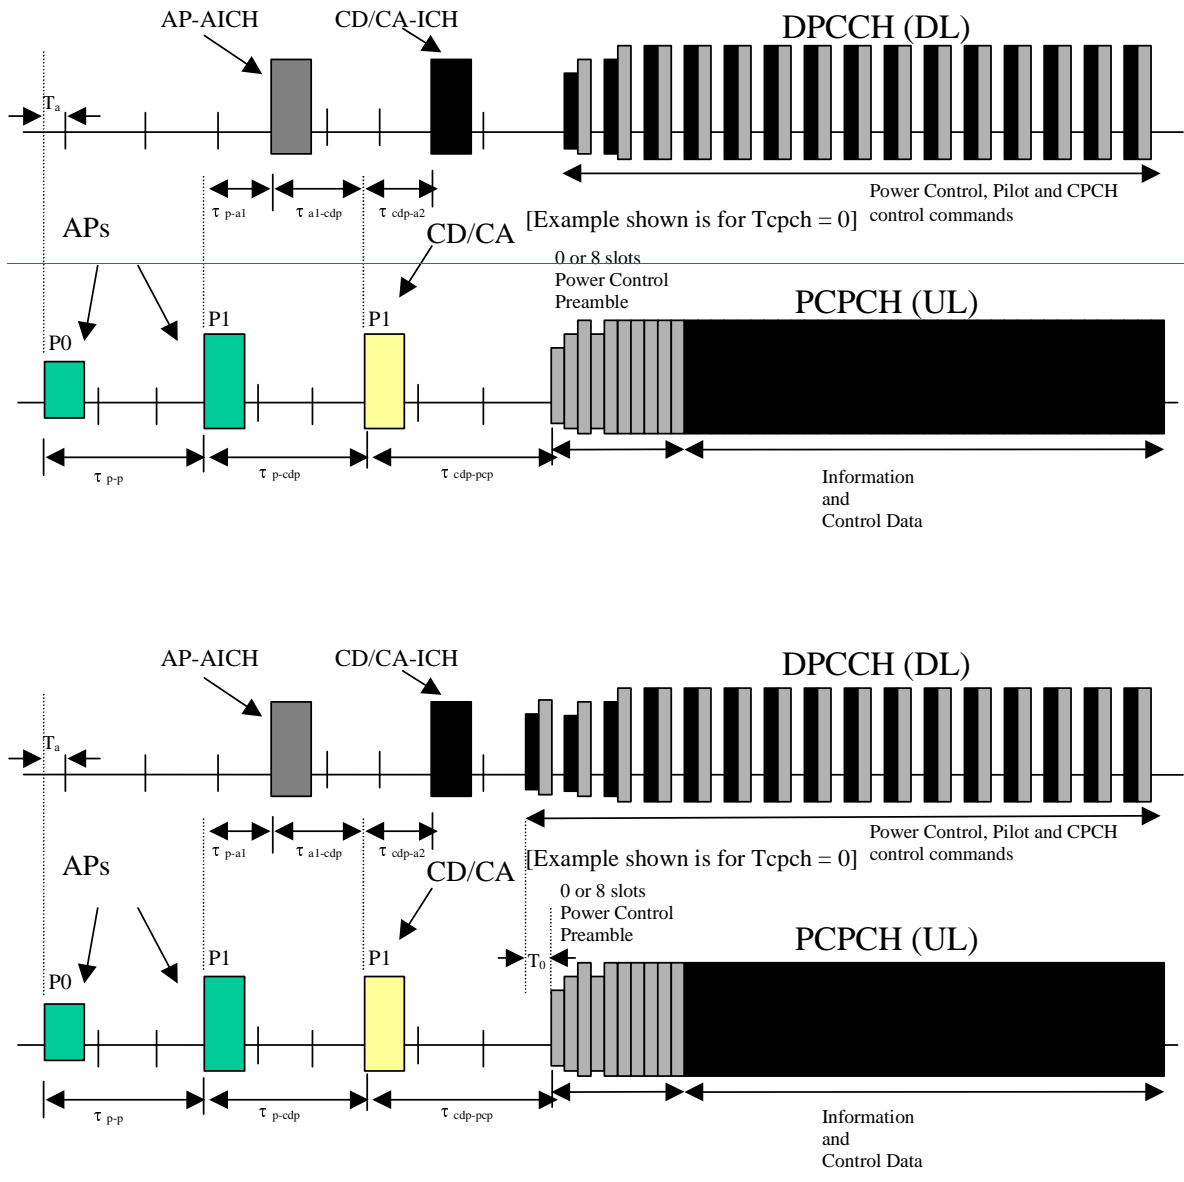 AP-AICH
CD/CA-ICH
DPCCH (DL)
Ta
τ p-a1
τ a1-cdp
τ cdp-a2
Power Control, Pilot and CPCH
control commands
APs
CD/CA
[Example shown is for Tcpch = 0]
0 or 8 slots
Power Control
Preamble
PCPCH (UL)
P0
P1
P1
τ p-p
τ p-cdp
τ cdp-pcp
Information
and
Control Data
AP-AICH
CD/CA-ICH
DPCCH (DL)
Ta
τ p-a1
τ a1-cdp
τ cdp-a2
Power Control, Pilot and CPCH
control commands
APs
CD/CA
[Example shown is for Tcpch = 0]
0 or 8 slots
Power Control
Preamble
PCPCH (UL)
T0
P0
P1
P1
τ p-p
τ p-cdp
τ cdp-pcp
Information
and
Control Data